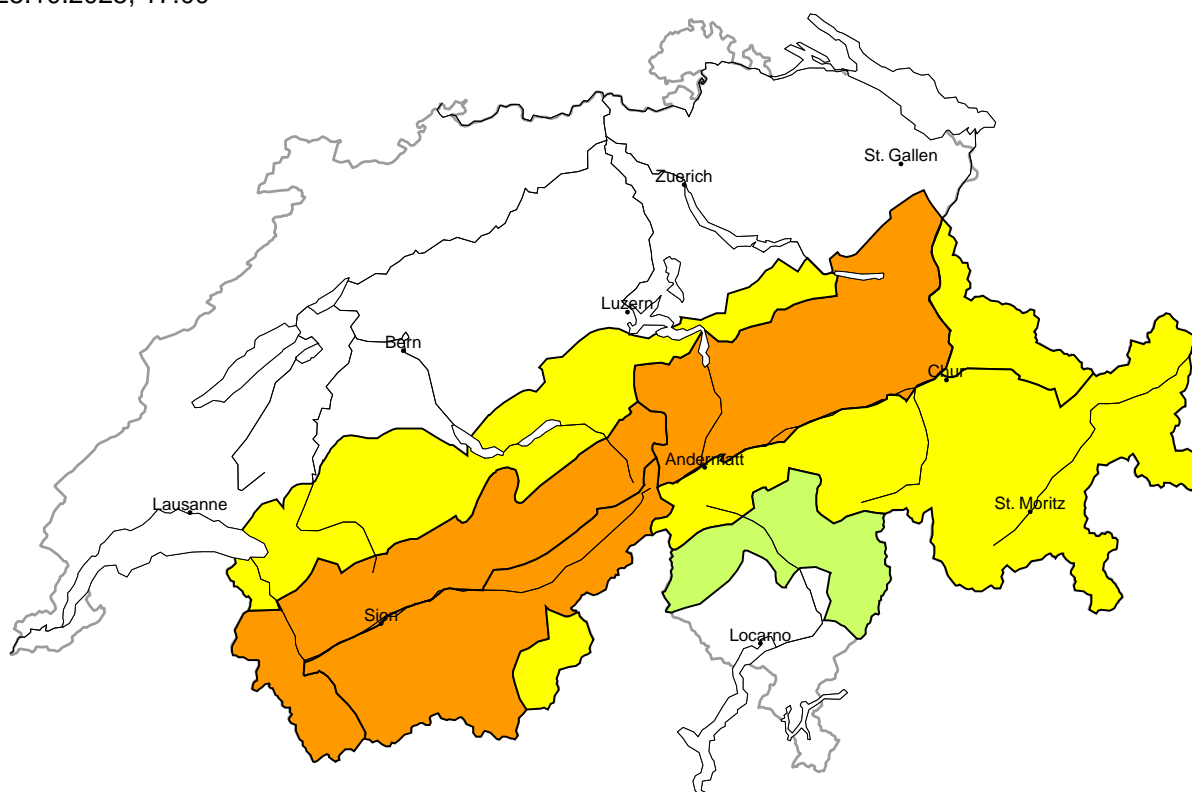 St. Gallen
Zuerich
Luzern
Bern
Chur
Andermatt
Lausanne
St. Moritz
Sion
Locarno